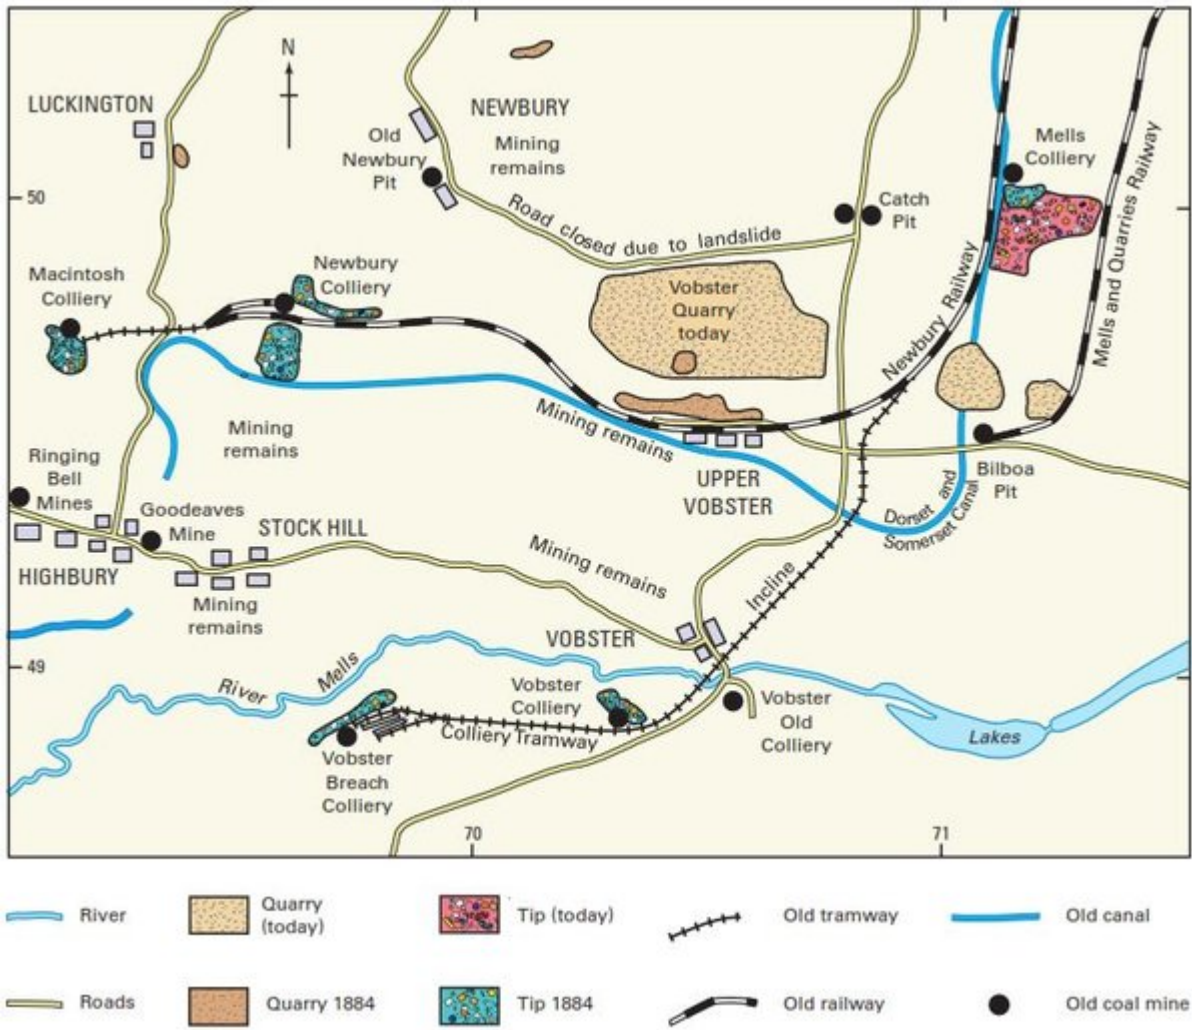 N
LUCKINGTON
NEWBURY
Old
Newbury
Pit
Mining
remains
Mells
Colliery
50
Road closed due to landslide
Catch
Pit
Mells and Quarries Railway
Macintosh
Colliery
Newbury
Colliery
Vobster
Quarry
today
Newbury Railway
Mining remains
Mining
remains
Ringing
Bell
Mines
Goodeaves
Mine
STOCK HILL
UPPER
VOBSTER
Bilboa
Pit
Dorset and
Somerset Canal
HIGHBURY
Mining
remains
Mining remains
Incline
VOBSTER
49
River Mells
Vobster
Colliery
Vobster
Old
Colliery
Lakes
Colliery Tramway
Vobster
Breach
Colliery
70
71
River
Quarry
(today)
Tip (today)
Old tramway
Old canal
Roads
Quarry 1884
Tip 1884
Old railway
Old coal mine